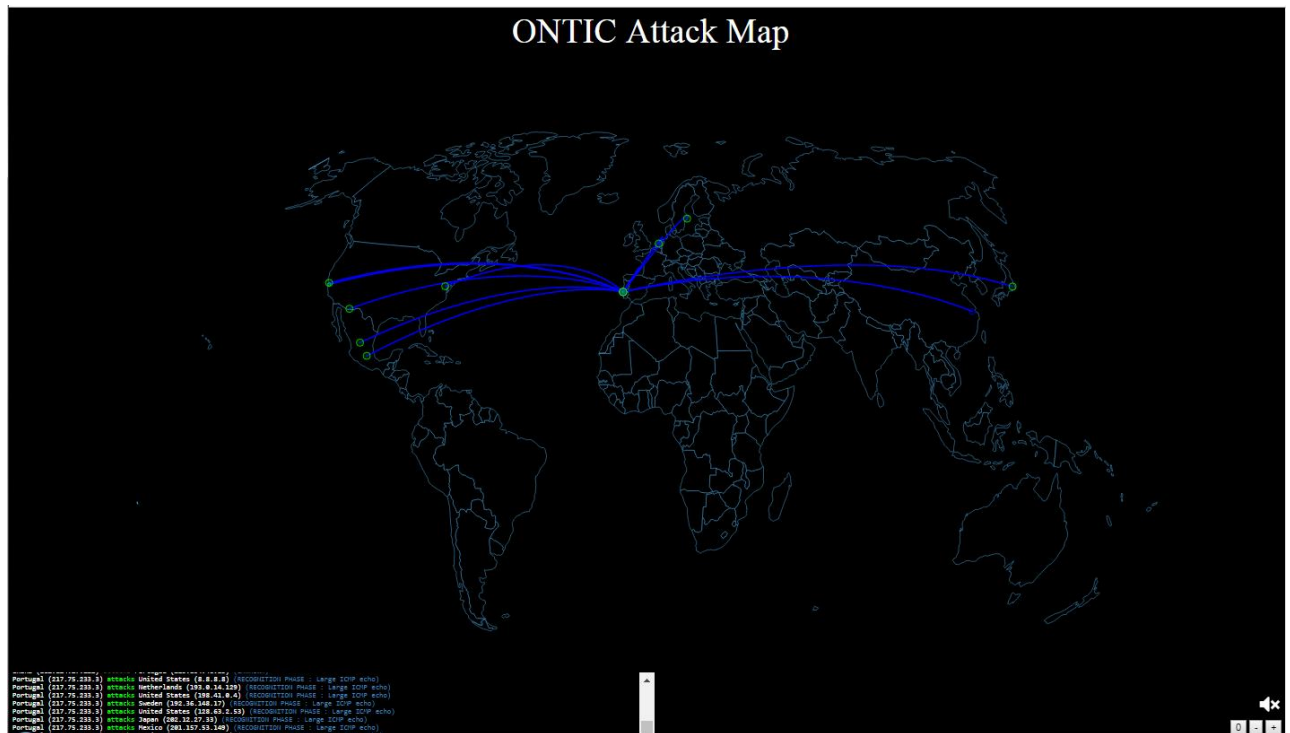 ONTIC Attack Map
Portugal (217.75.233.3) attacks United States (8.8.8.8) (RECOGNITION PHASE : Large ICMP echo)
Portugal (217.75.233.3) attacks Netherlands (193.0.14.129) (RECOGNITION PHASE : Large ICMP echo)
Portugal (217.75.233.3) attacks United States (198.41.0.4) (RECOGNITION PHASE : Large ICMP echo)
Portugal (217.75.233.3) attacks Sweden (192.36.148.17) (RECOGNITION PHASE : Large ICMP echo)
Portugal (217.75.233.3) attacks United States (128.63.2.53) (RECOGNITION PHASE : Large ICMP echo)
Portugal (217.75.233.3) attacks Japan (202.12.27.33) (RECOGNITION PHASE : Large ICMP echo)
Portugal (217.75.233.3) attacks Mexico (201.157.53.149) (RECOGNITION PHASE : Large ICMP echo)
0 - +